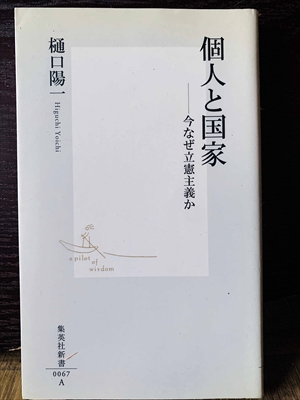 個人と国家
――今なぜ立憲主義か
樋口陽一
Higuchi Yoichi
a pilot of
wisdom
集英社新書
0067
A